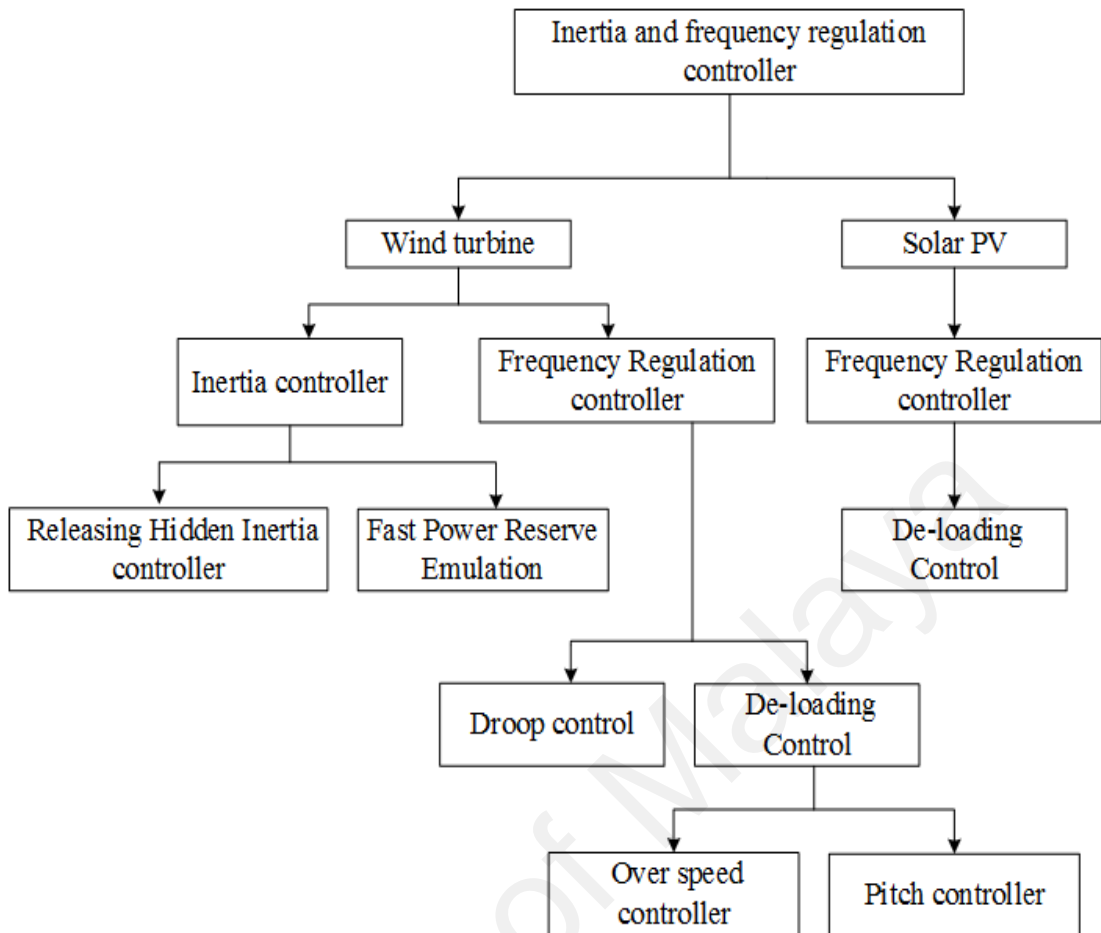 Inertia and frequency regulation
controller
Wind turbine
Solar PV
Inertia controller
Frequency Regulation
controller
Frequency Regulation
controller
Releasing Hidden Inertia
controller
Fast Power Reserve
Emulation
De-loading
Control
Droop control
De-loading
Control
Over speed
controller
Pitch controller
of Malaya